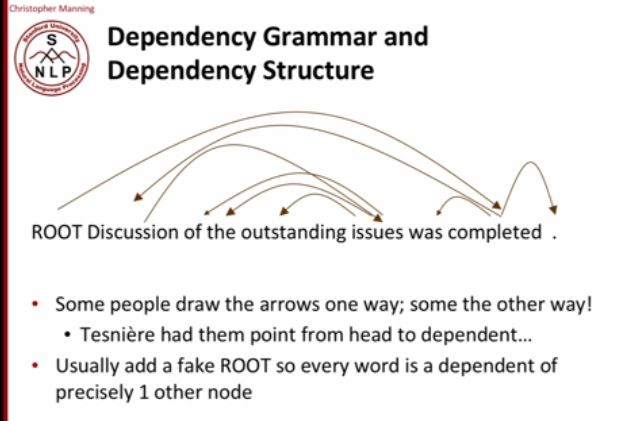 Christopher Manning
Stanford University
S
NLP
Natural Language Processing
Dependency Grammar and
Dependency Structure
ROOT Discussion of the outstanding issues was completed .
• Some people draw the arrows one way; some the other way!
• Tesnière had them point from head to dependent…
• Usually add a fake ROOT so every word is a dependent of
precisely 1 other node